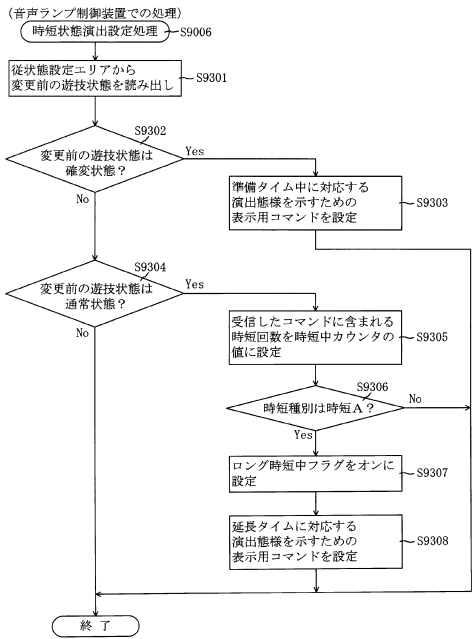 (音声ランプ制御装置での処理)
時短状態演出設定処理
S9006
従状態設定エリアから
変更前の遊技状態を読み出し
S9301
S9302
変更前の遊技状態は
確変状態?
Yes
No
準備タイム中に対応する
演出態様を示すための
表示用コマンドを設定
S9303
S9304
変更前の遊技状態は
通常状態?
Yes
No
受信したコマンドに含まれる
時短回数を時短中カウンタの
値に設定
S9305
S9306
時短種別は時短A?
No
Yes
ロング時短中フラグをオンに
設定
S9307
延長タイムに対応する
演出態様を示すための
表示用コマンドを設定
S9308
終了